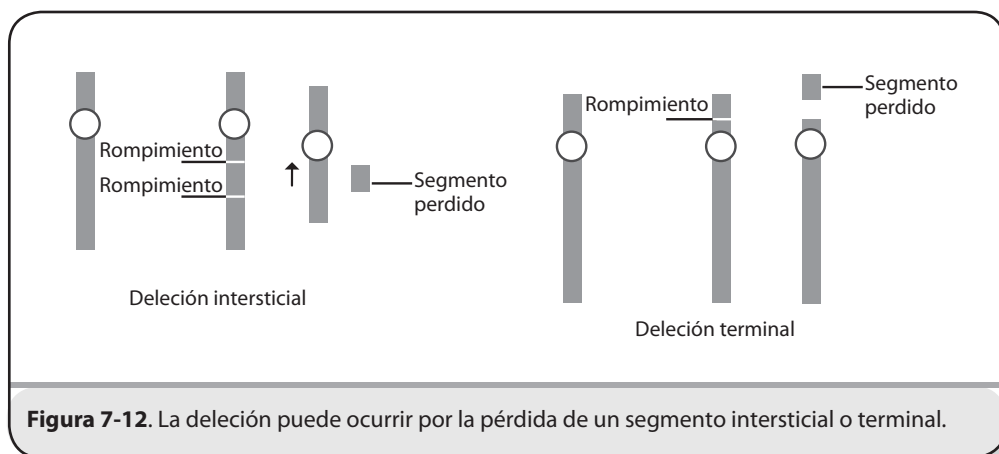 Rompimiento
Rompimiento
Segmento
perdido
Deleción intersticial
Rompimiento
Segmento
perdido
Deleción terminal
Figura 7-12. La deleción puede ocurrir por la pérdida de un segmento intersticial o terminal.